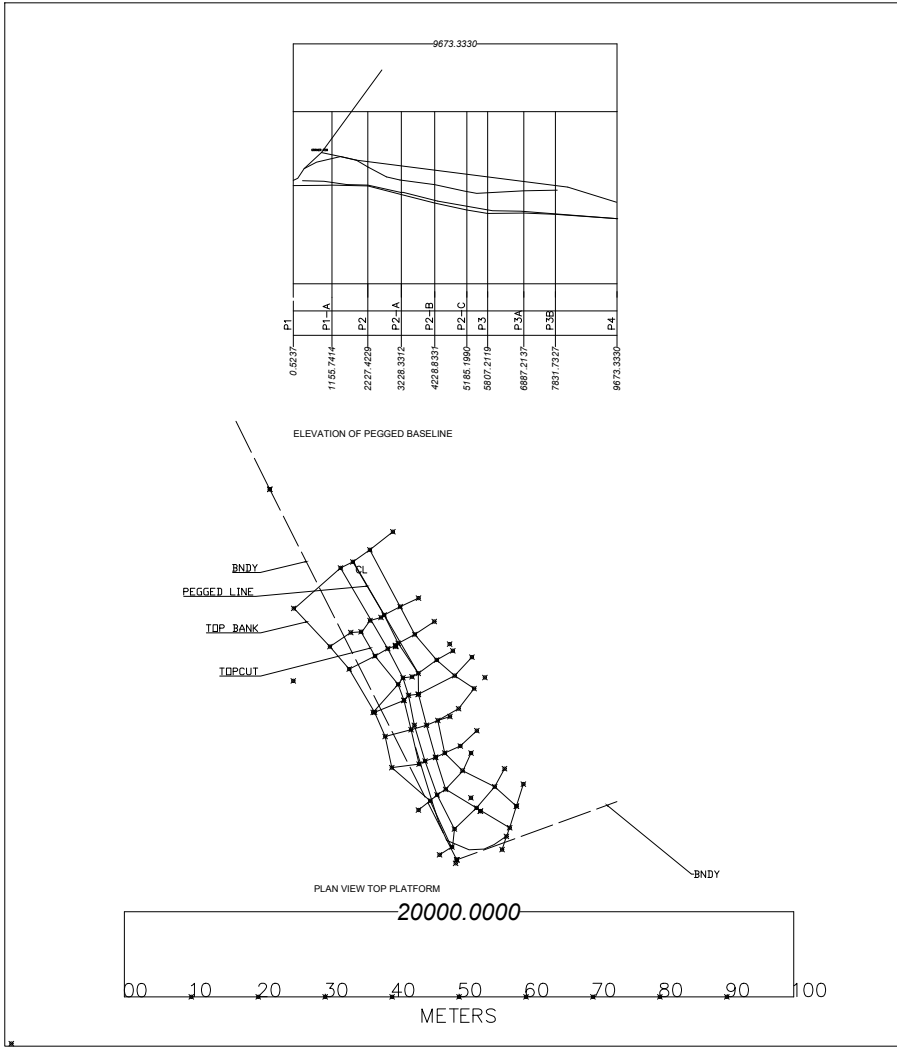 9673.3330
P1
P1-A
P2
P2-A
P2-B
P2-C
P3
P3A
P3B
P4
0.5237
1155.7414
2227.4229
3228.3312
4228.8331
5185.1990
5807.2119
6887.2137
7831.7327
9673.3330
ELEVATION OF PEGGED BASELINE
BNDY
CL
PEGGED LINE
TOP BANK
TOPCUT
BNDY
PLAN VIEW TOP PLATFORM
20000.0000
00 10 20 30 40 50 60 70 80 90 100
METERS